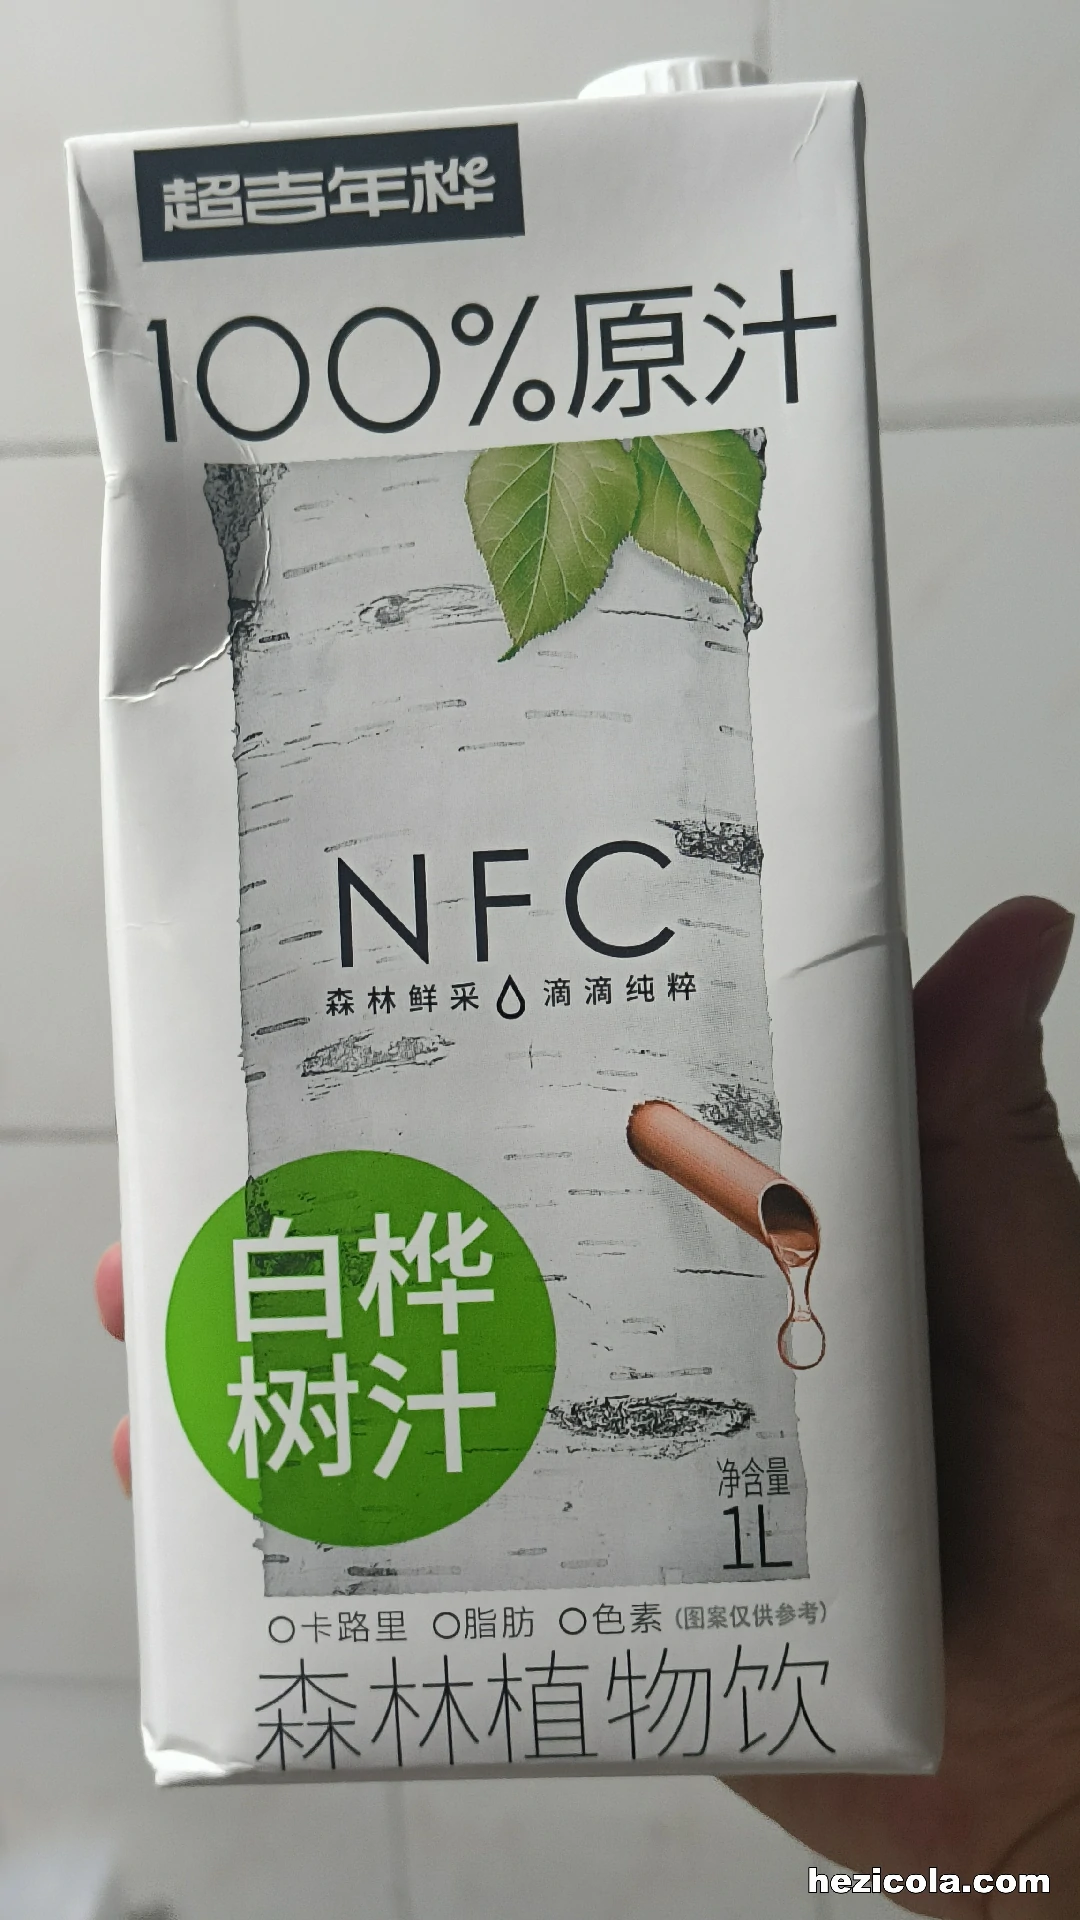 超吉年桦
100%原汁
NFC
森林鲜采 滴滴纯粹
白桦
树汁
净含量
1L
0卡路里 0脂肪 0色素 (图案仅供参考)
森林植物饮
hezicola.com